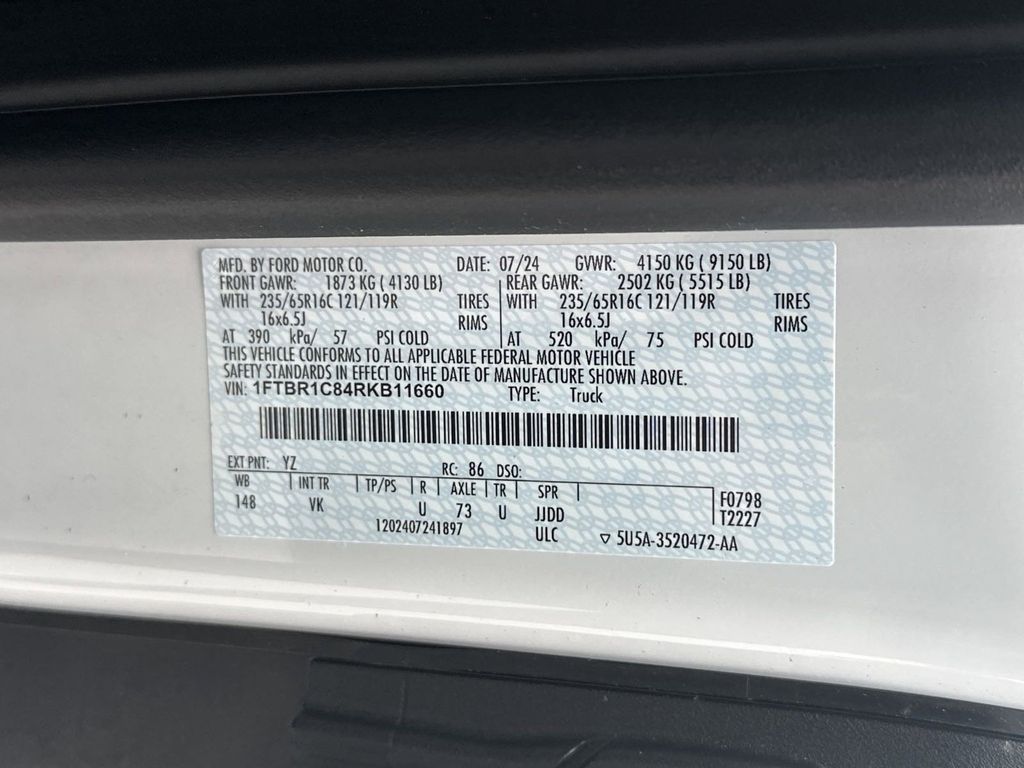 MFD. BY FORD MOTOR CO. DATE: 07/24 GVWR: 4150 KG ( 9150 LB)
FRONT GAWR: 1873 KG ( 4130 LB) REAR GAWR: 2502 KG ( 5515 LB)
WITH 235/65R16C 121/119R TIRES WITH 235/65R16C 121/119R TIRES
16x6.5J RIMS 16x6.5J RIMS
AT 390 kPa/ 57 PSI COLD AT 520 kPa/ 75 PSI COLD
THIS VEHICLE CONFORMS TO ALL APPLICABLE FEDERAL MOTOR VEHICLE
SAFETY STANDARDS IN EFFECT ON THE DATE OF MANUFACTURE SHOWN ABOVE.
VIN: 1FTBR1C84RKB11660 TYPE: Truck
EXT PNT: YZ RC: 86 DSO:
WB INT TR TP/PS R AXLE TR SPR F0798
148 VK U 73 U JJDD T2227
1202407241897 ULC ▽ 5U5A-3520472-AA